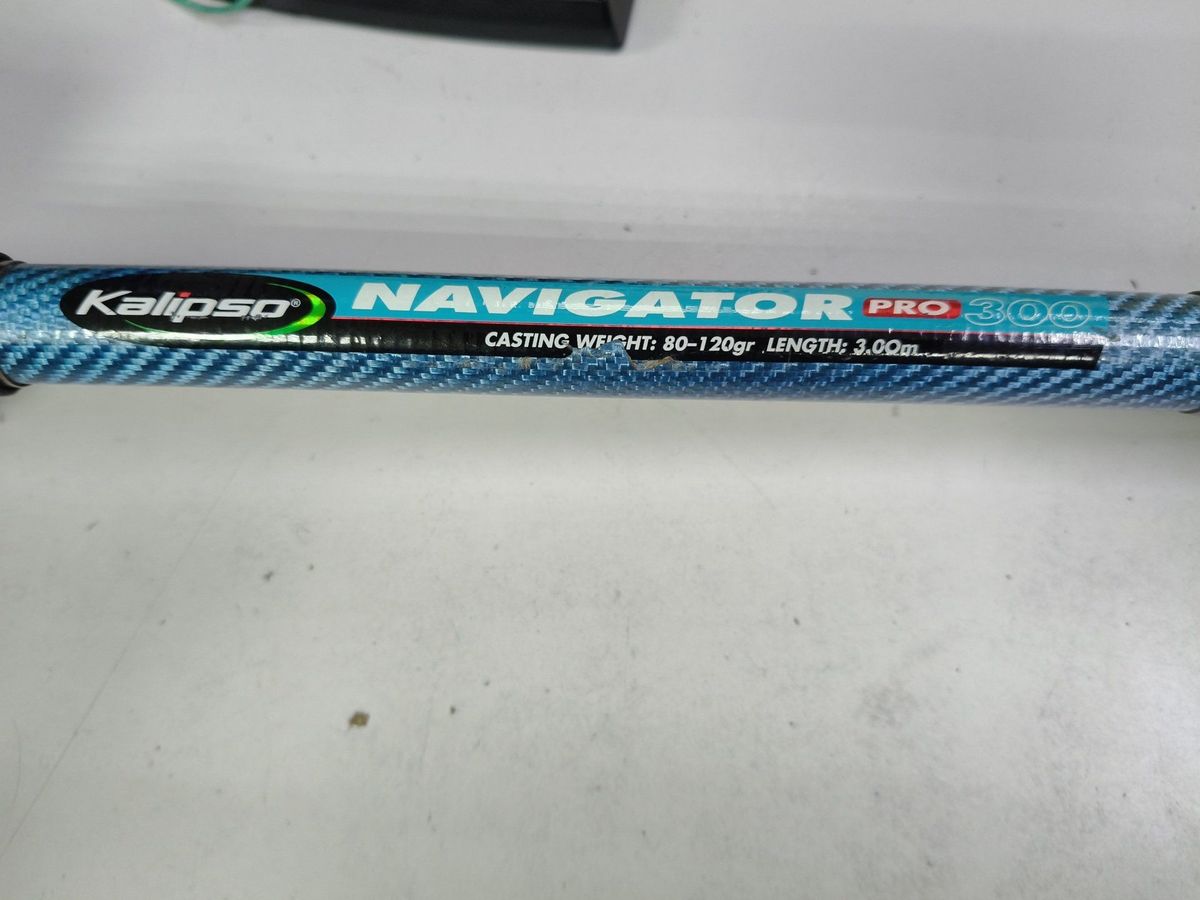 Kalipso® NAVIGATOR PRO 300
CASTING WEIGHT: 80-120gr LENGTH: 3.00m